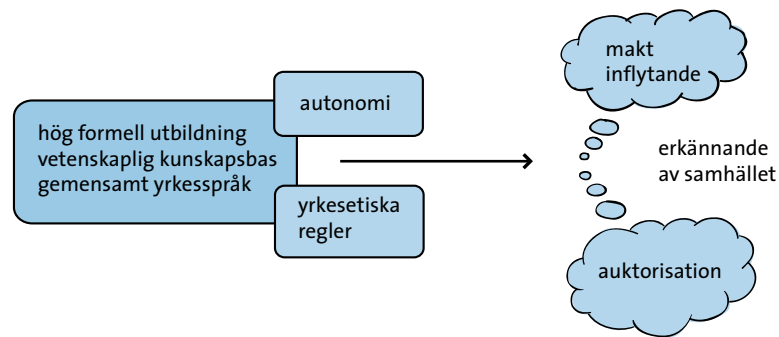 autonomi
hög formell utbildning
vetenskaplig kunskapsbas
gemensamt yrkesspråk
yrkesetiska
regler
makt
inflytande
erkännande
av samhället
auktorisation